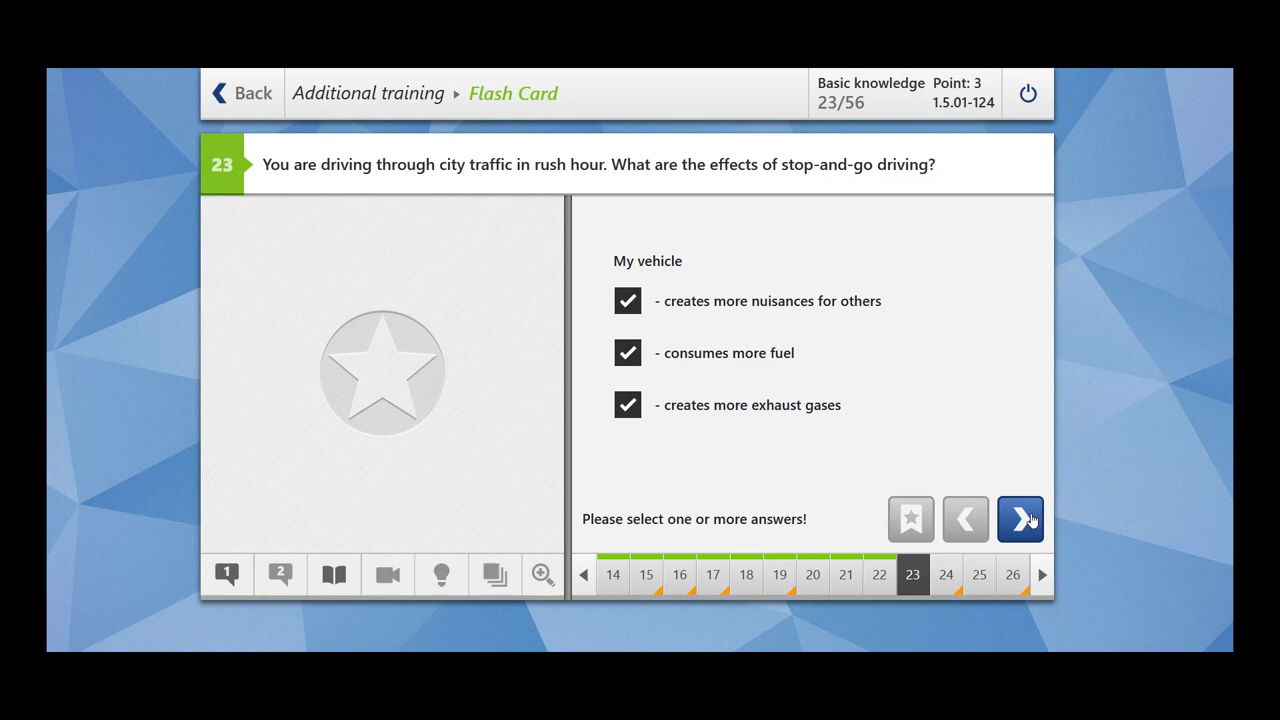 Back
Additional training ▸ Flash Card
Basic knowledge Point: 3
23/56 1.5.01-124
23 You are driving through city traffic in rush hour. What are the effects of stop-and-go driving?
My vehicle
- creates more nuisances for others
- consumes more fuel
- creates more exhaust gases
Please select one or more answers!
1 2
14 15 16 17 18 19 20 21 22 23 24 25 26